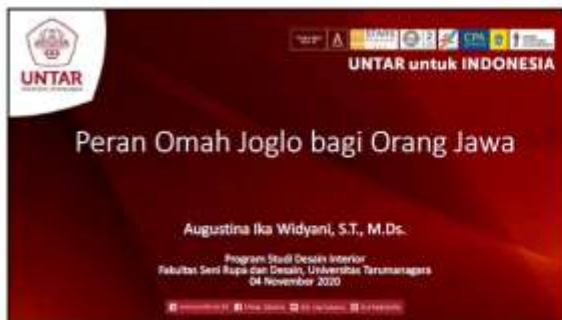 UNTAR
UNTAR untuk INDONESIA
Peran Omah Joglo bagi Orang Jawa
Augustina Ika Widyani, S.T., M.Ds.
Program Studi Desain Interior
Fakultas Seni Rupa dan Desain, Universitas Tarumanagara
04 November 2020